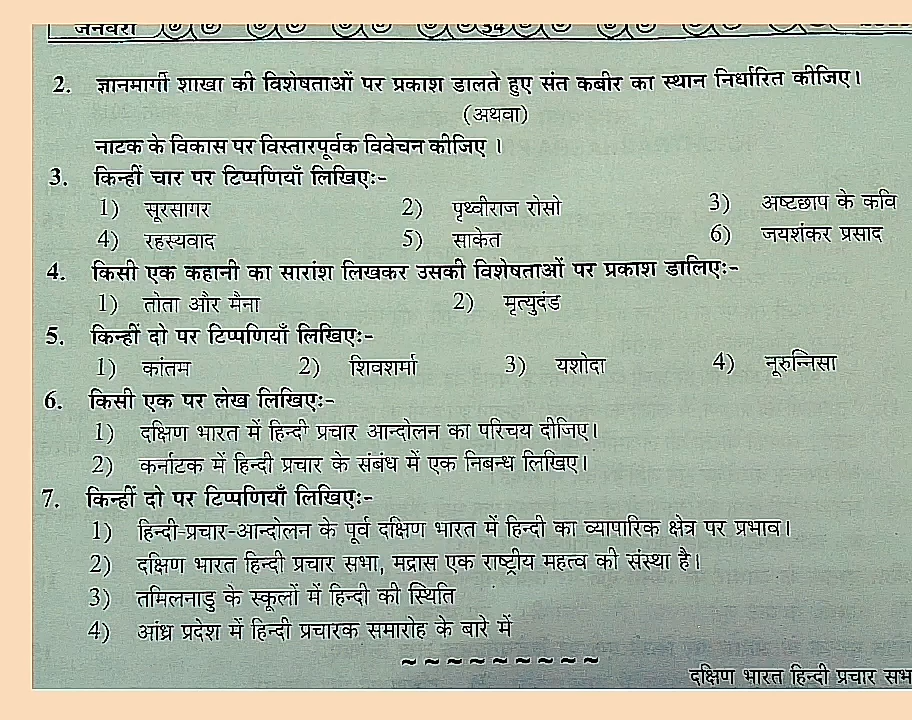 जनवरी 34
2. ज्ञानमार्गी शाखा की विशेषताओं पर प्रकाश डालते हुए संत कबीर का स्थान निर्धारित कीजिए।
(अथवा)
नाटक के विकास पर विस्तारपूर्वक विवेचन कीजिए ।
3. किन्हीं चार पर टिप्पणियाँ लिखिए:-
1) सूरसागर 2) पृथ्वीराज रोसो 3) अष्टछाप के कवि
4) रहस्यवाद 5) साकेत 6) जयशंकर प्रसाद
4. किसी एक कहानी का सारांश लिखकर उसकी विशेषताओं पर प्रकाश डालिए:-
1) तोता और मैना 2) मृत्युदंड
5. किन्हीं दो पर टिप्पणियाँ लिखिए:-
1) कांतम 2) शिवशर्मा 3) यशोदा 4) नूरुन्निसा
6. किसी एक पर लेख लिखिए:-
1) दक्षिण भारत में हिन्दी प्रचार आन्दोलन का परिचय दीजिए।
2) कर्नाटक में हिन्दी प्रचार के संबंध में एक निबन्ध लिखिए।
7. किन्हीं दो पर टिप्पणियाँ लिखिए:-
1) हिन्दी-प्रचार-आन्दोलन के पूर्व दक्षिण भारत में हिन्दी का व्यापारिक क्षेत्र पर प्रभाव।
2) दक्षिण भारत हिन्दी प्रचार सभा, मद्रास एक राष्ट्रीय महत्व की संस्था है।
3) तमिलनाडु के स्कूलों में हिन्दी की स्थिति
4) आंध्र प्रदेश में हिन्दी प्रचारक समारोह के बारे में
~ ~ ~ ~ ~ ~ ~ ~ ~
दक्षिण भारत हिन्दी प्रचार सभ